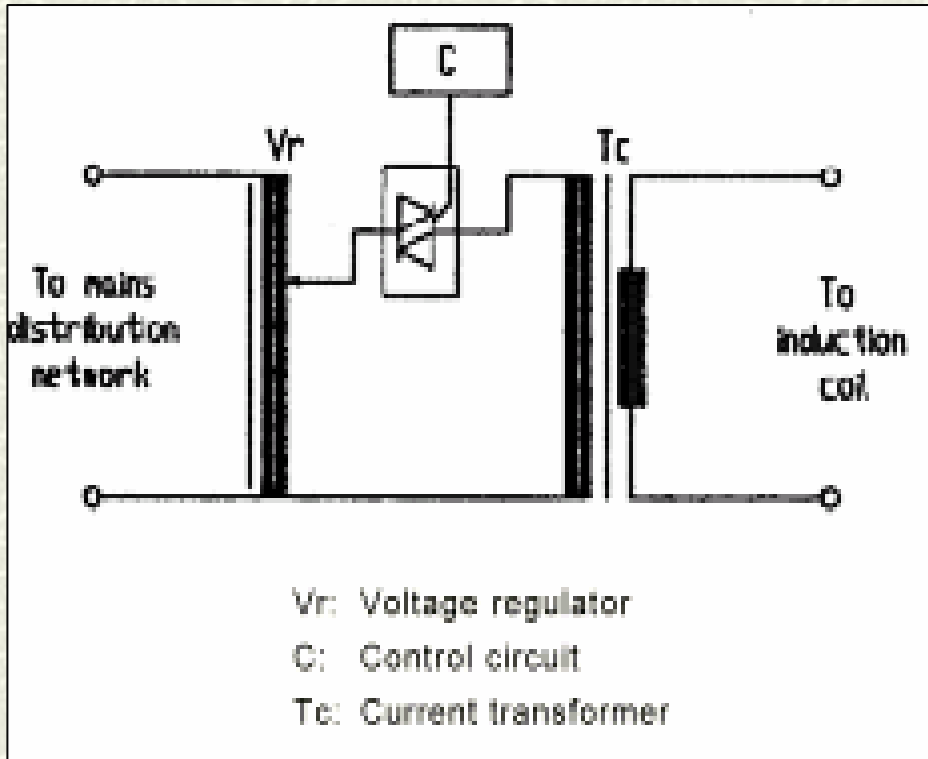 C
Vr
Tc
To mains
distribution
network
To
induction
coil
Vr: Voltage regulator
C: Control circuit
Tc: Current transformer